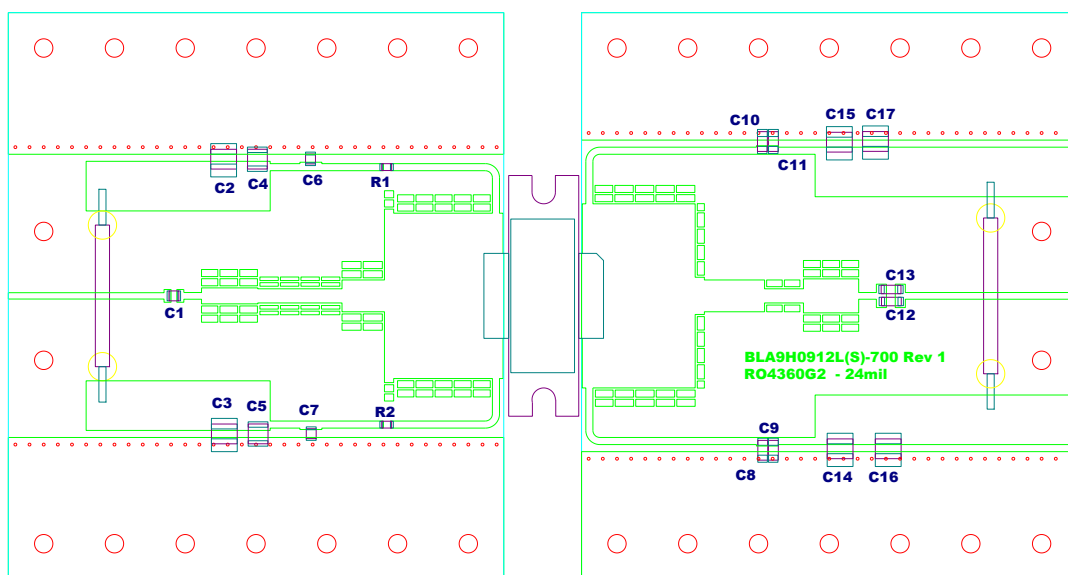 C10
C15 C17
C2 C4
C6
R1
C11
C1
C13
C12
BLA9H0912L(S)-700 Rev 1
RO4360G2 - 24mil
C3 C5 C7
R2
C9
C8
C14 C16